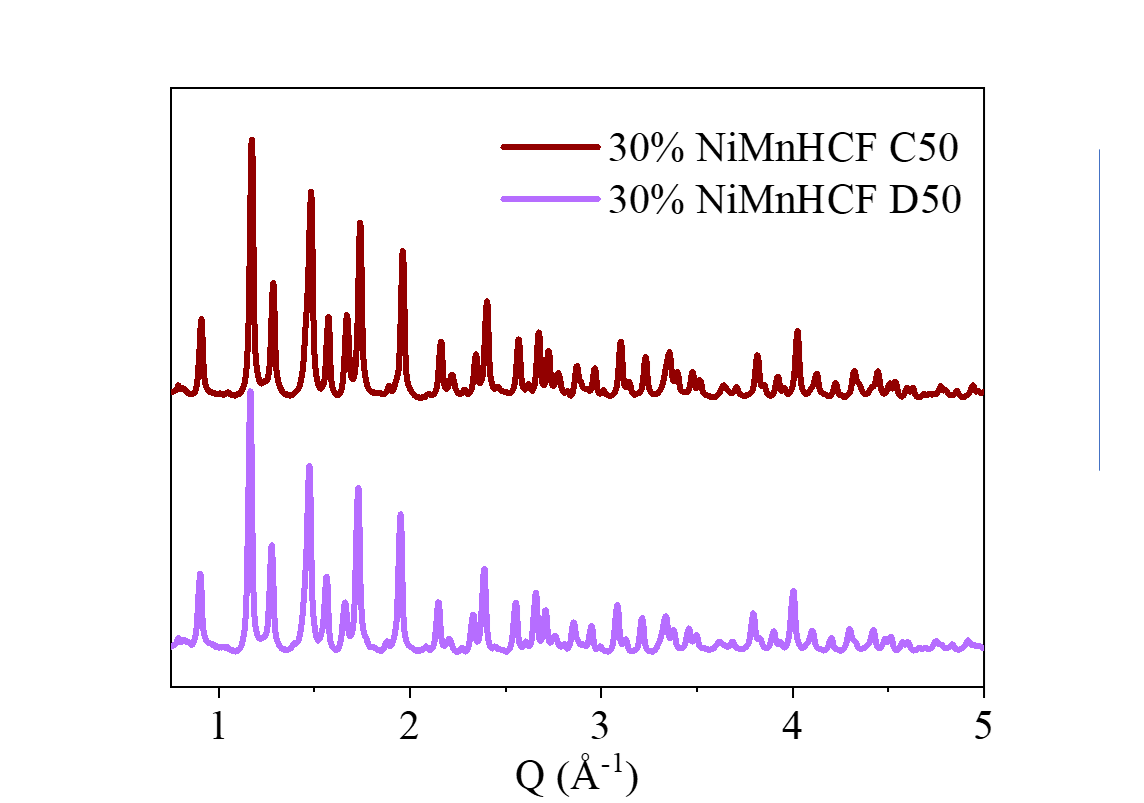 30% NiMnHCF C50
30% NiMnHCF D50
1 2 3 4 5
Q (Å⁻¹)